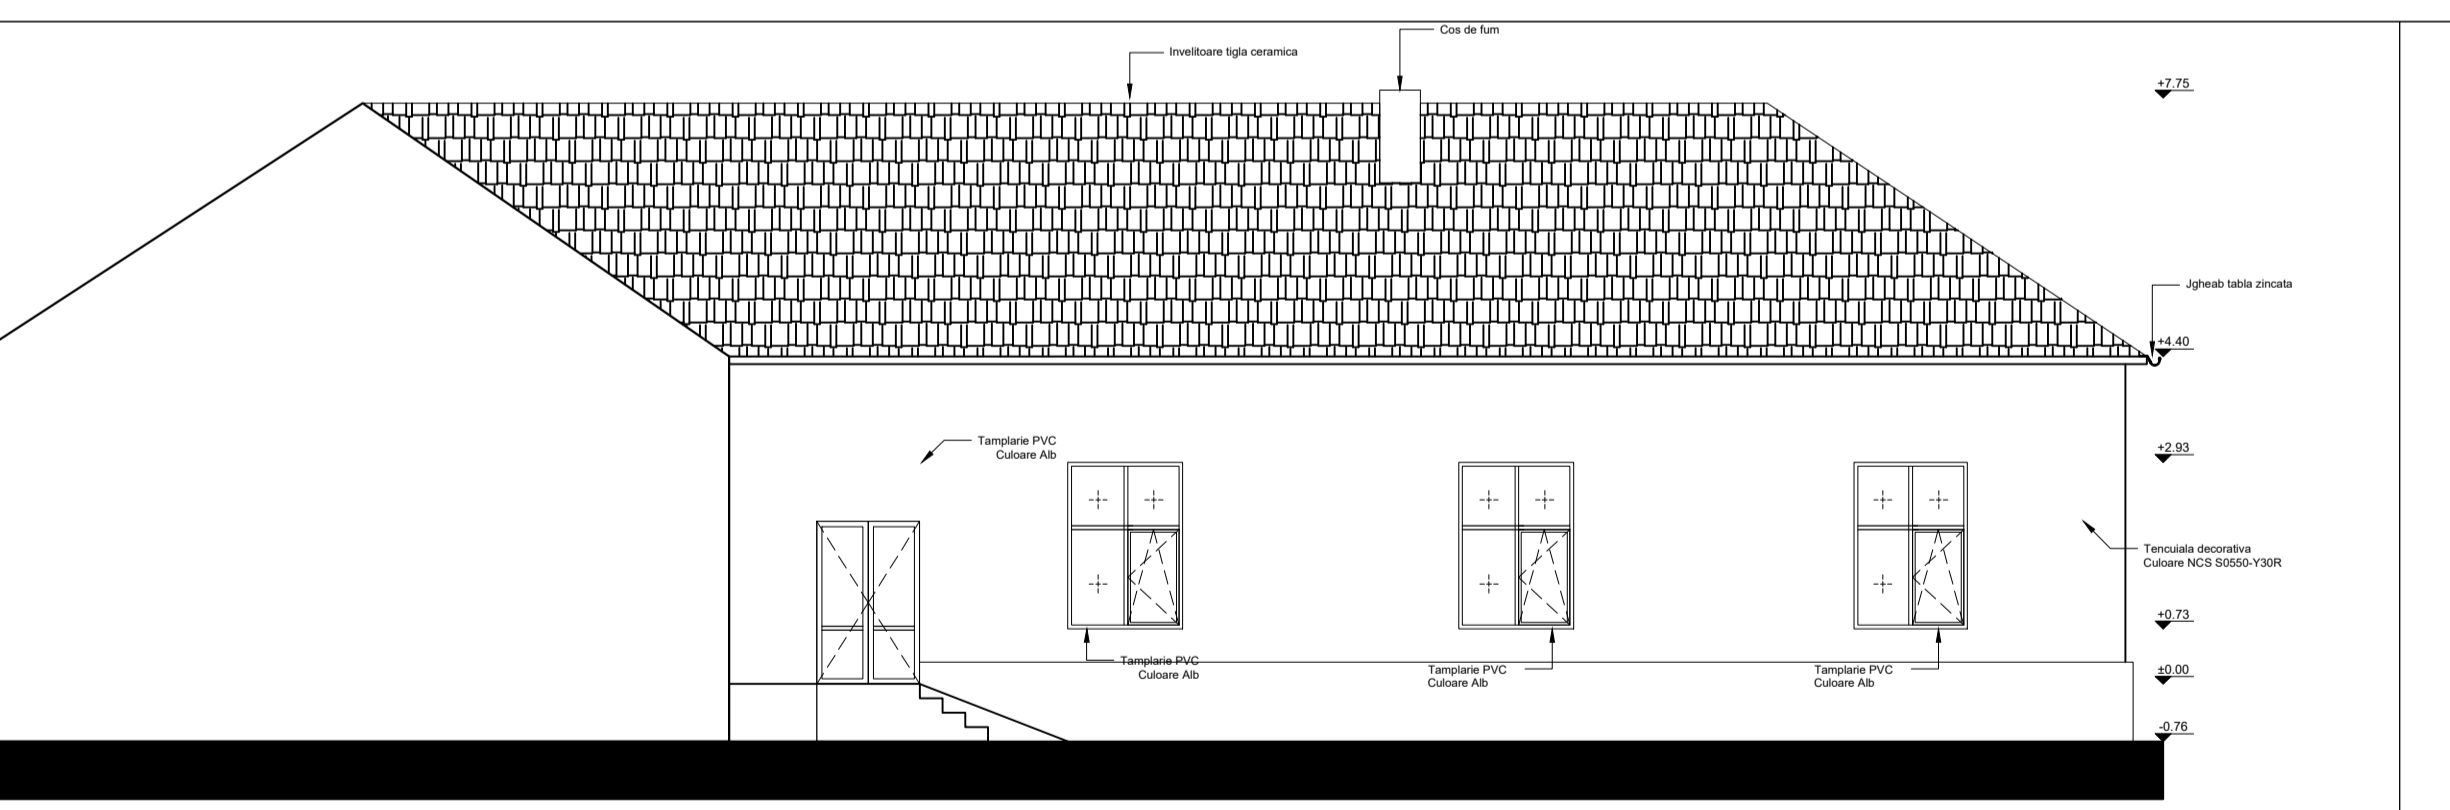 Cos de fum
Invelitoare tigla ceramica
+7.75
Jgheab tabla zincata
+4.40
Tamplarie PVC
Culoare Alb
+2.93
Tencuiala decorativa
Culoare NCS S0550-Y30R
+0.73
Tamplarie PVC
Culoare Alb
Tamplarie PVC
Culoare Alb
Tamplarie PVC
Culoare Alb
±0.00
-0.76